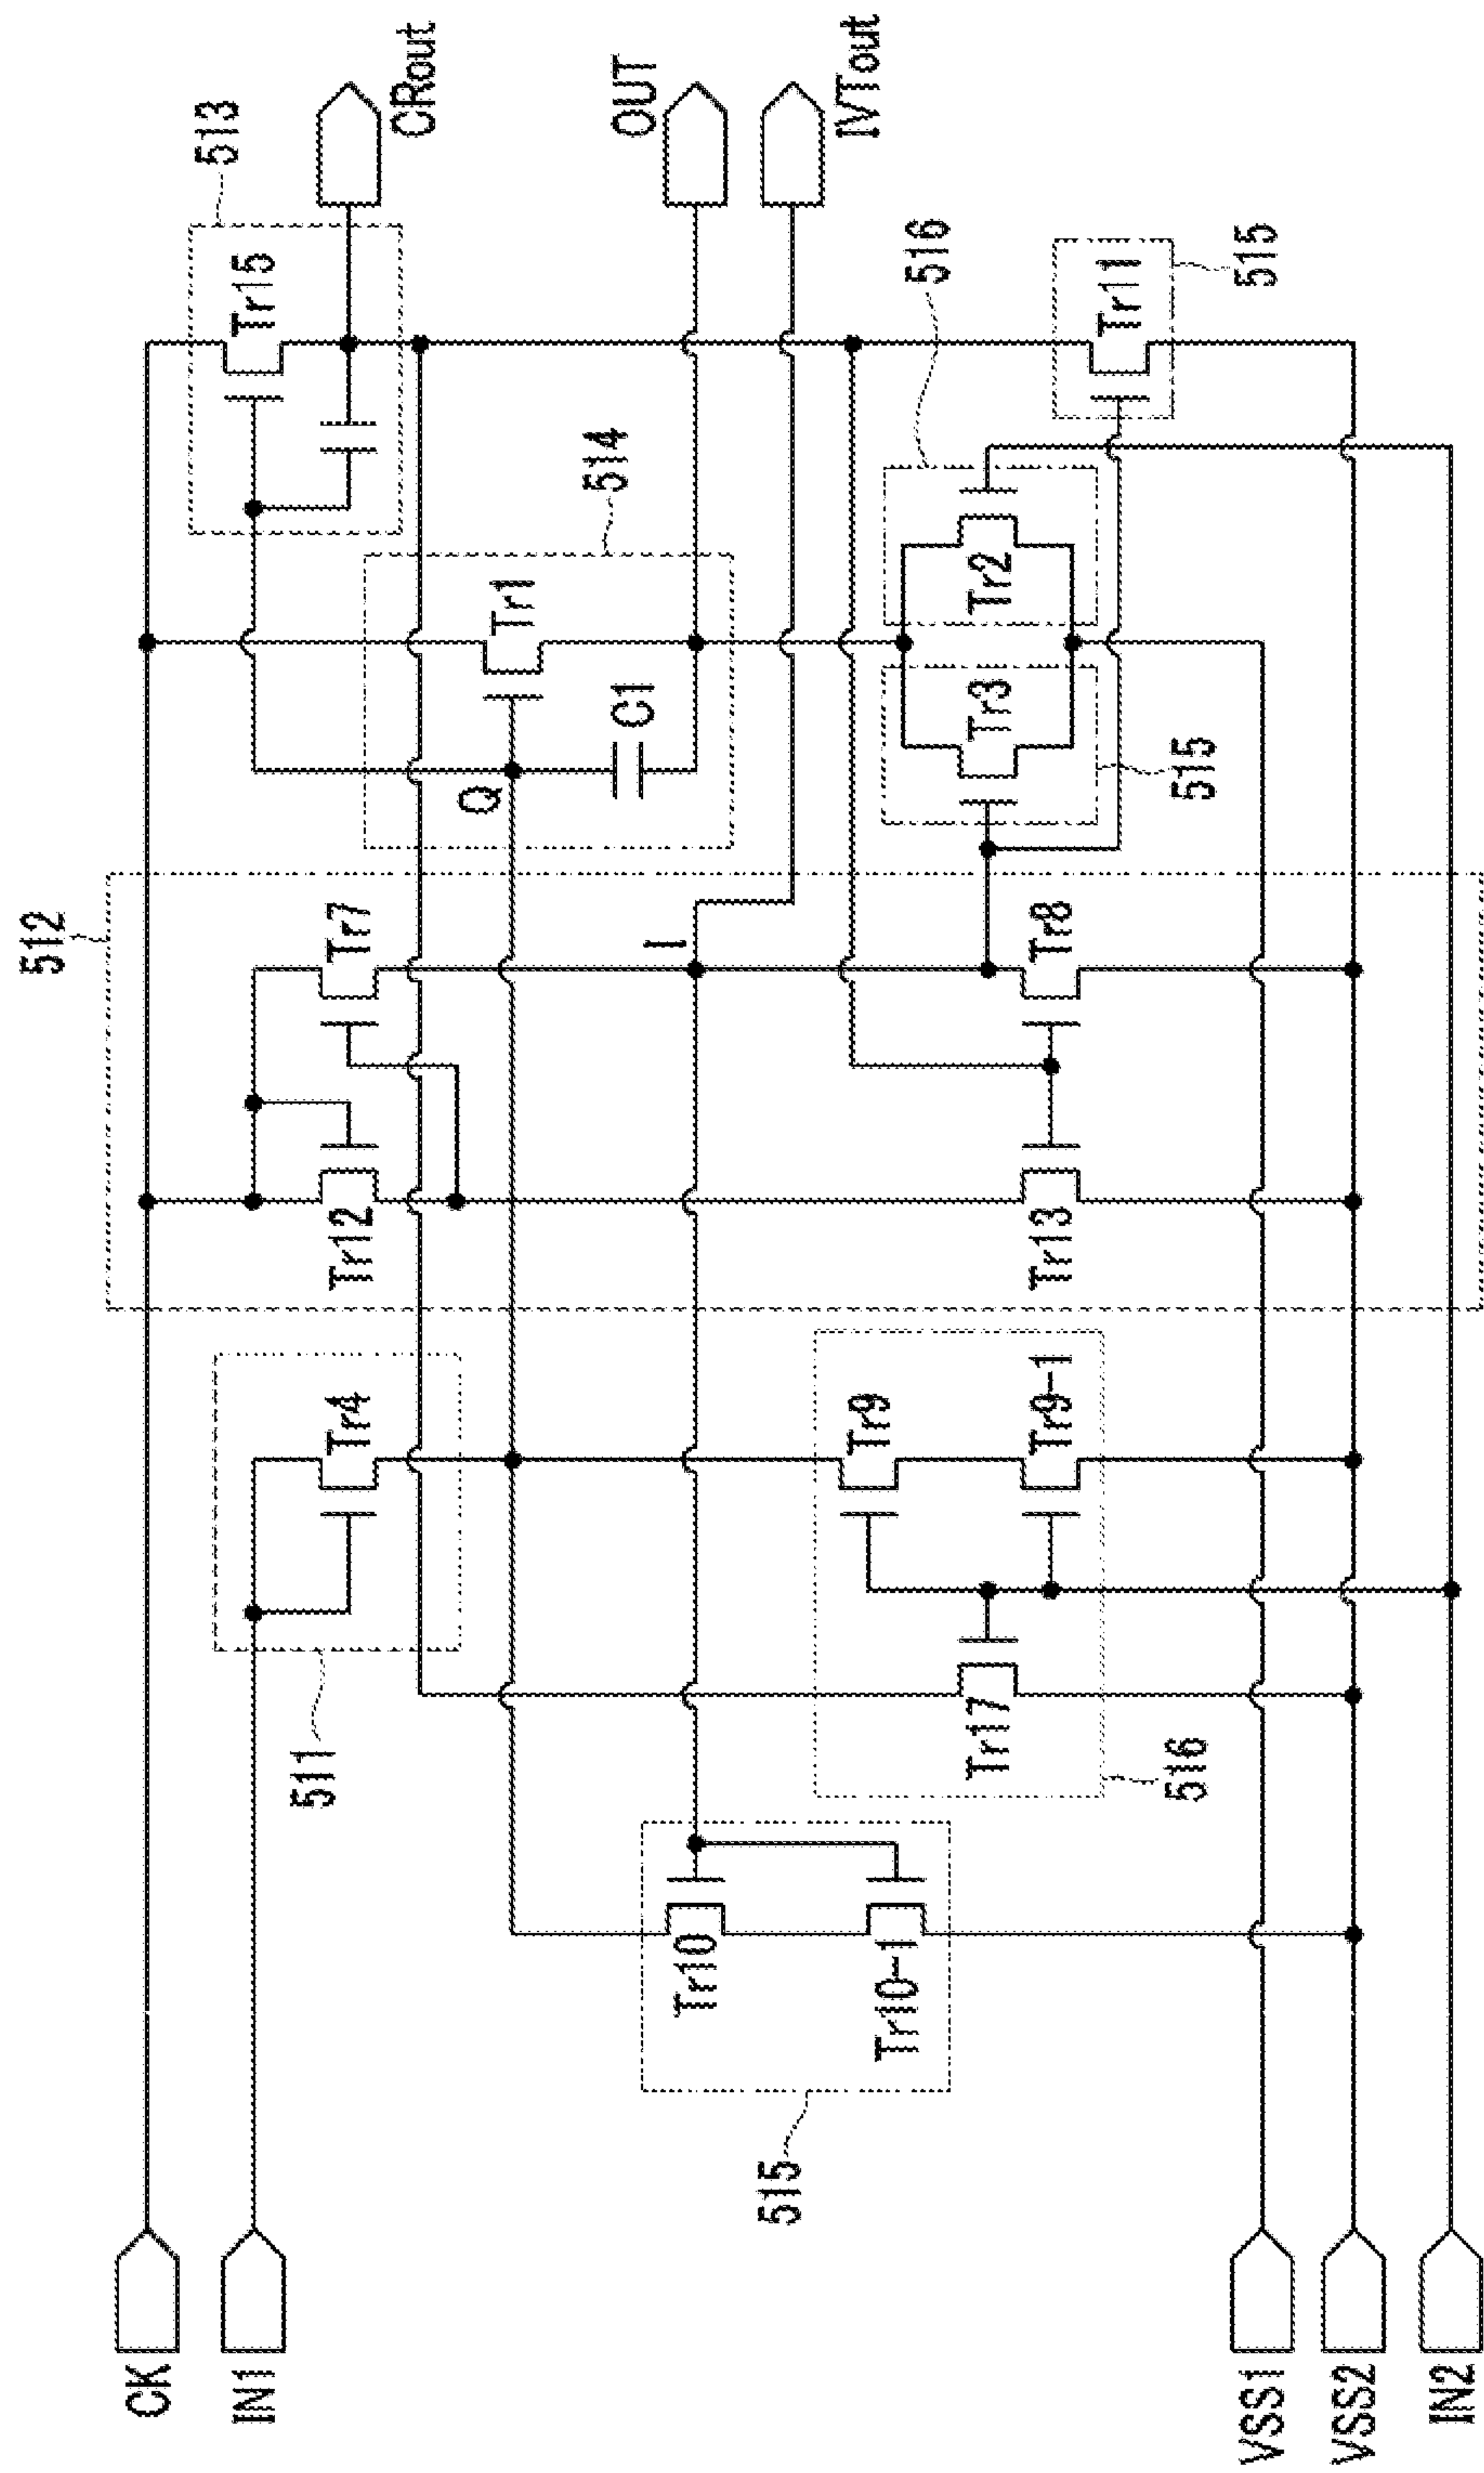 512
513
CRout
Tr15
OUT
IVTout
514
Tr1
Q
C1
Tr7
I
Tr12
516
515
Tr11
Tr2
Tr3
515
Tr8
Tr13
511
Tr4
Tr9
Tr9-1
Tr17
516
Tr10
Tr10-1
515
CK
IN1
VSS1
VSS2
IN2